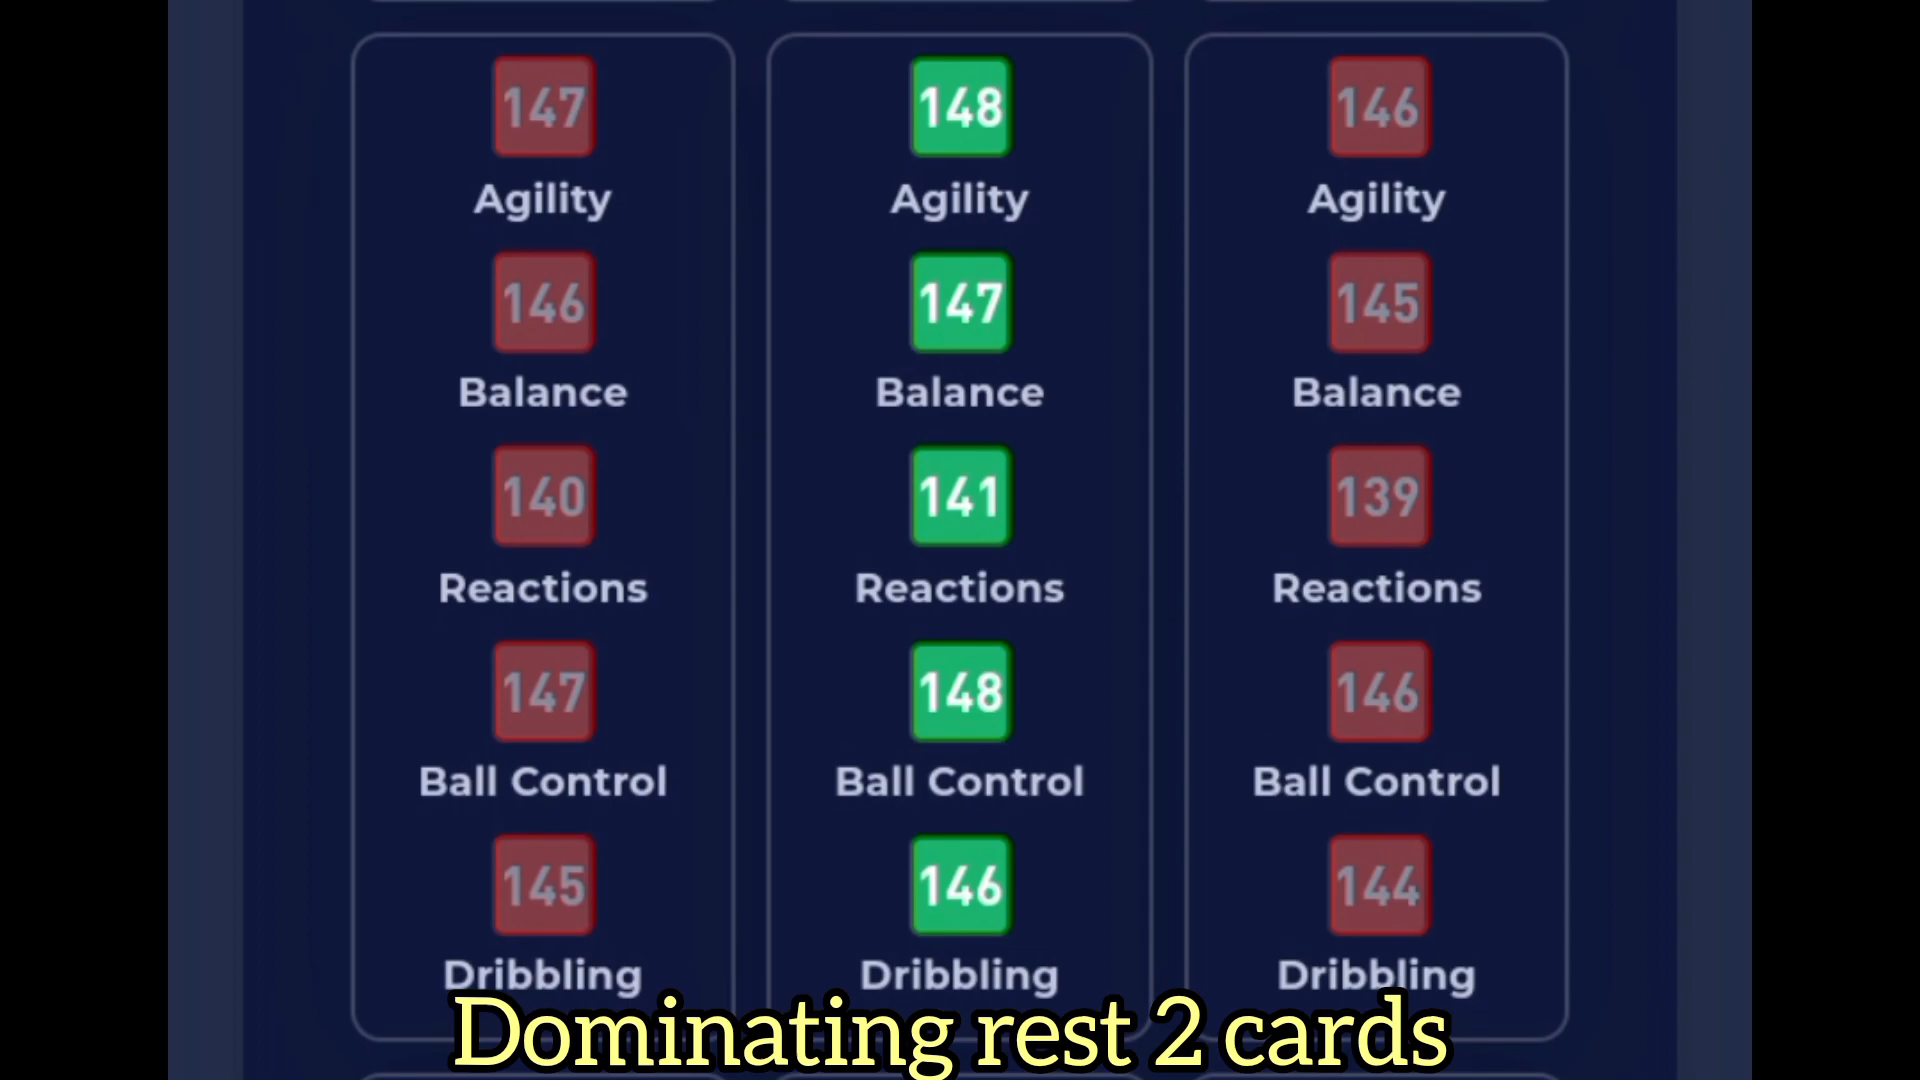 147 148 146
Agility Agility Agility
146 147 145
Balance Balance Balance
140 141 139
Reactions Reactions Reactions
147 148 146
Ball Control Ball Control Ball Control
145 146 144
Dribbling Dribbling Dribbling
Dominating rest 2 cards